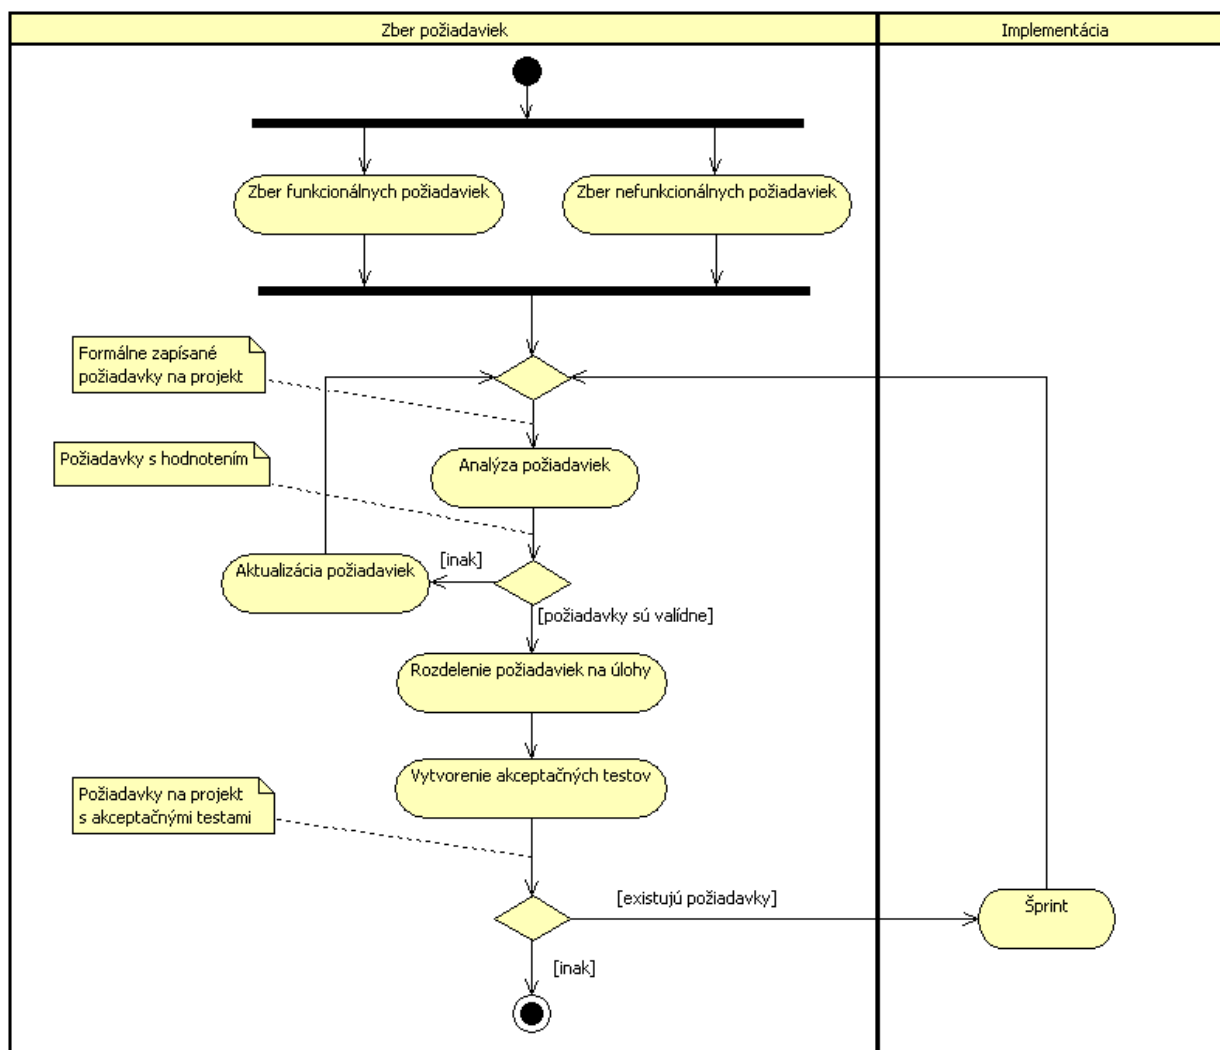 Zber požiadaviek
Implementácia
Zber funkcionálnych požiadaviek
Zber nefunkcionálnych požiadaviek
Formálne zapísané
požiadavky na projekt
Požiadavky s hodnotením
Analýza požiadaviek
[inak]
Aktualizácia požiadaviek
[požiadavky sú valídne]
Rozdelenie požiadaviek na úlohy
Vytvorenie akceptačných testov
Požiadavky na projekt
s akceptačnými testami
[existujú požiadavky]
Šprint
[inak]